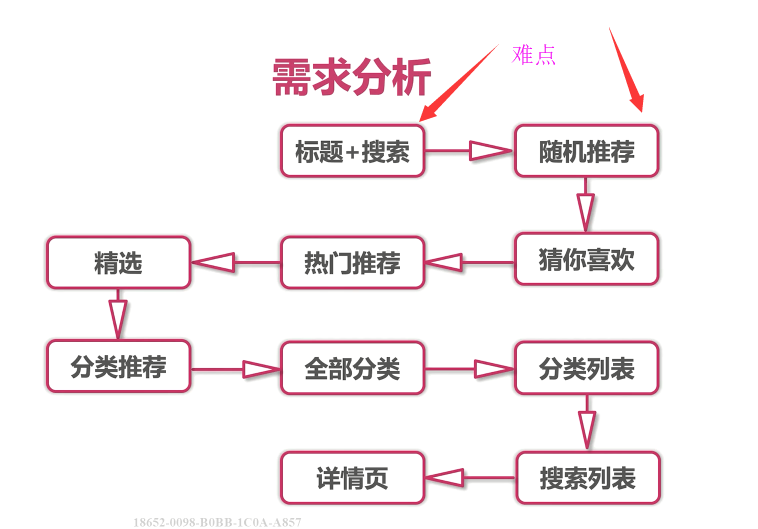 难点
需求分析
标题+搜索
随机推荐
精选
热门推荐
猜你喜欢
分类推荐
全部分类
分类列表
详情页
搜索列表
18652-0098-B0BB-1C0A-A857